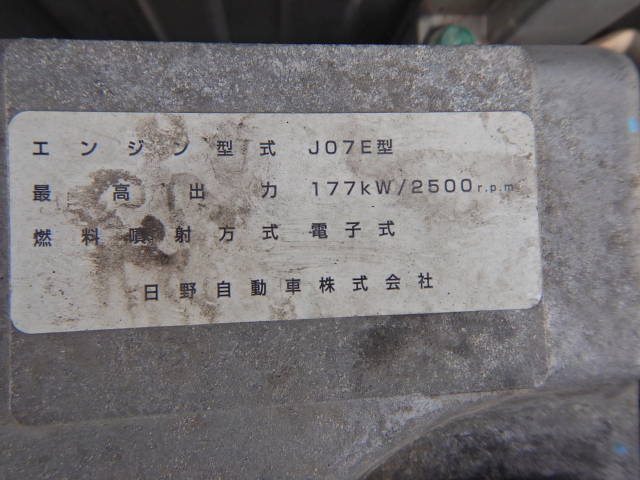 エンジン型式 J07E型
最高出力 177kW/2500r.p.m
燃料噴射方式 電子式
日野自動車株式会社